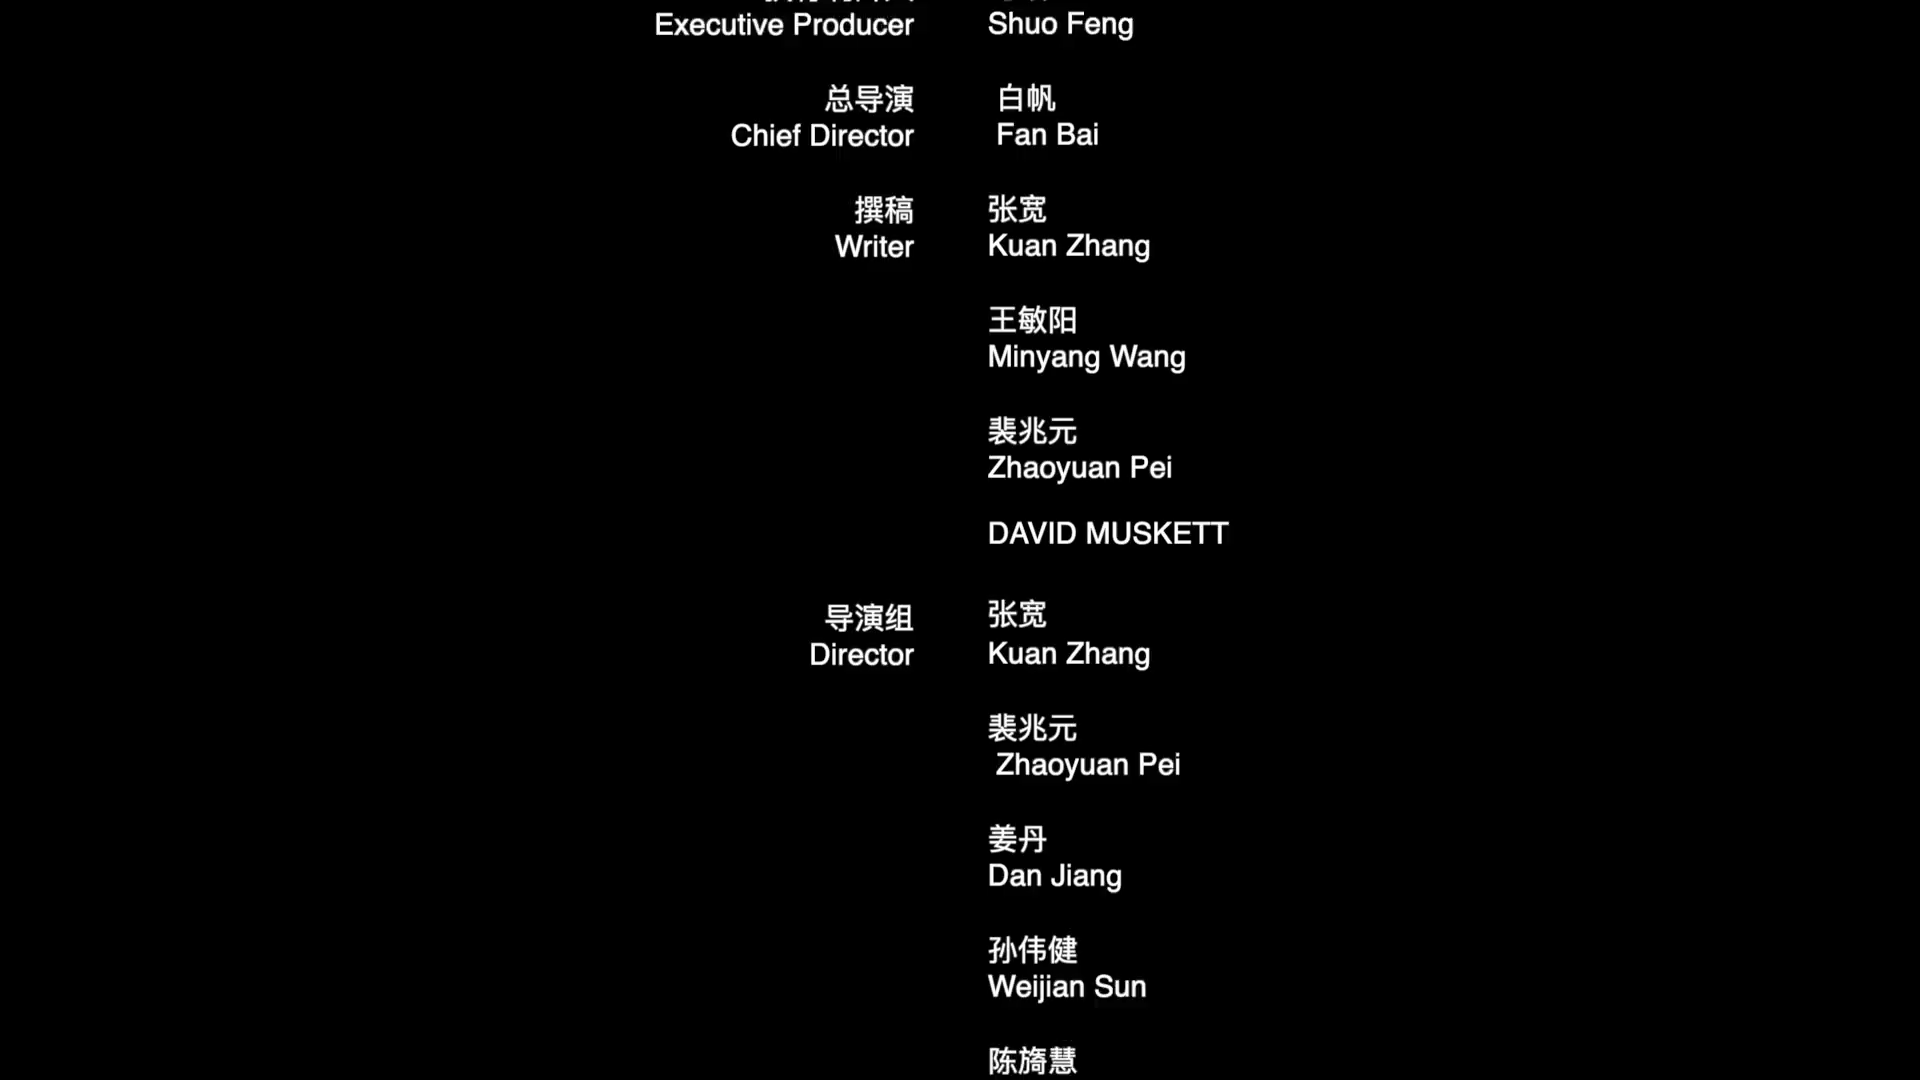 Executive Producer Shuo Feng
总导演 白帆
Chief Director Fan Bai
撰稿 张宽
Writer Kuan Zhang
王敏阳
Minyang Wang
裴兆元
Zhaoyuan Pei
DAVID MUSKETT
导演组 张宽
Director Kuan Zhang
裴兆元
Zhaoyuan Pei
姜丹
Dan Jiang
孙伟健
Weijian Sun
陈旖慧